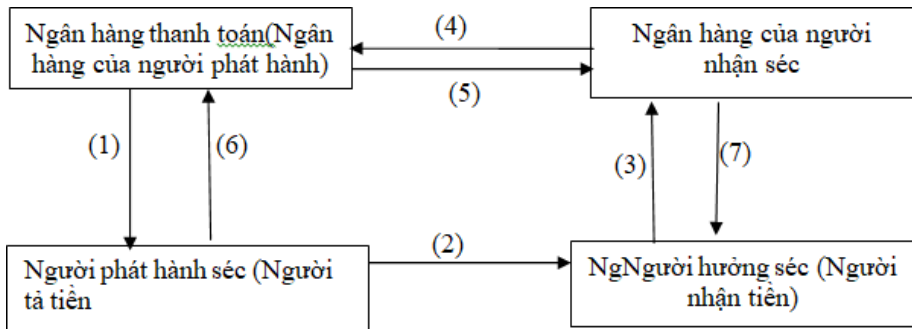 Ngân hàng thanh toán(Ngân
hàng của người phát hành)
(4)
(5)
Ngân hàng của người
nhận séc
(1)
(6)
(3)
(7)
Người phát hành séc (Người
tả tiền
(2)
NgNgười hưởng séc (Người
nhận tiền)